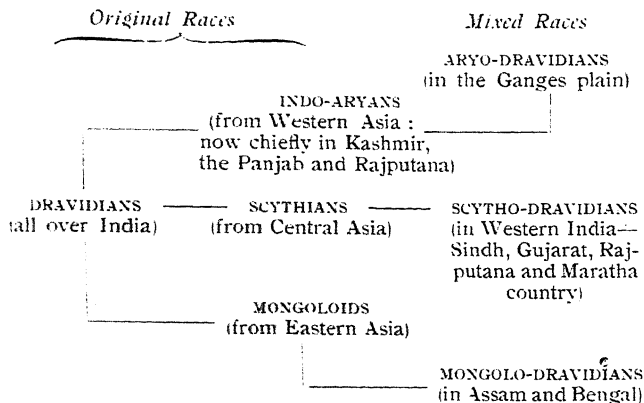 Original Races
Mixed Races
ARYO-DRAVIDIANS
(in the Ganges plain)
INDO-ARYANS
(from Western Asia :
now chiefly in Kashmir,
the Panjab and Rajputana)
DRAVIDIANS
(all over India)
SCYTHIANS
(from Central Asia)
SCYTHO-DRAVIDIANS
(in Western India—
Sindh, Gujarat, Raj-
putana and Maratha
country)
MONGOLOIDS
(from Eastern Asia)
MONGOLO-DRAVIDIANS
(in Assam and Bengal)